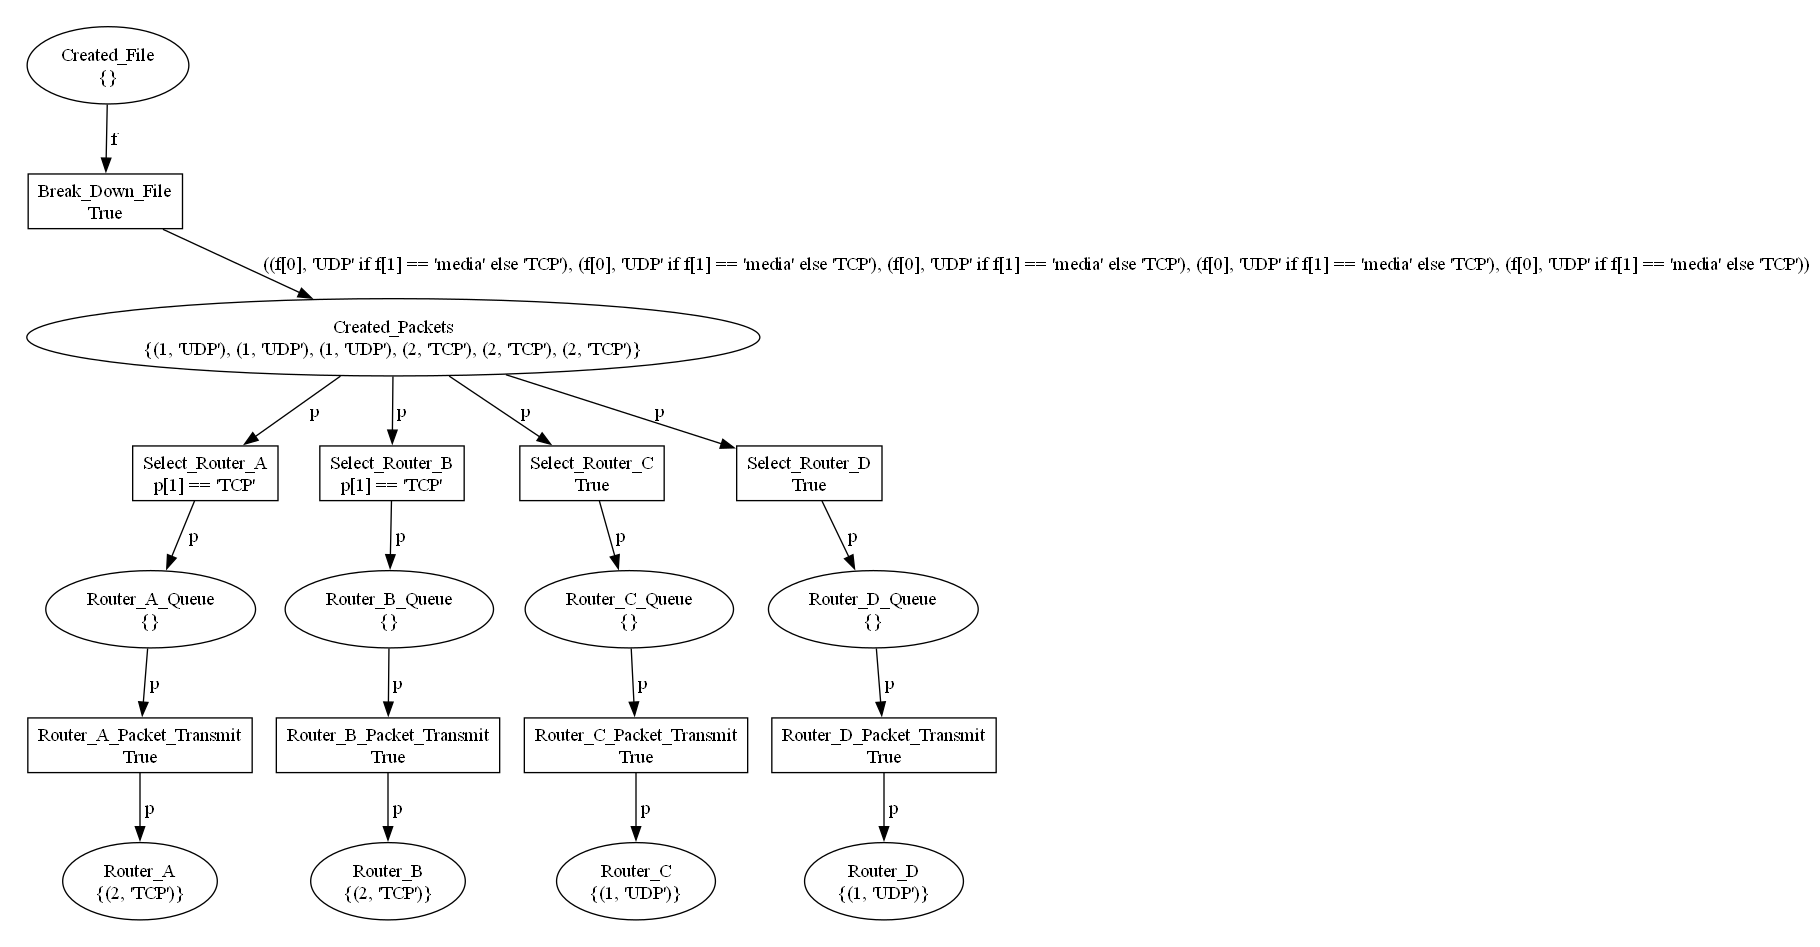 Created_File
{}
f
Break_Down_File
True
((f[0], 'UDP' if f[1] == 'media' else 'TCP'), (f[0], 'UDP' if f[1] == 'media' else 'TCP'), (f[0], 'UDP' if f[1] == 'media' else 'TCP'), (f[0], 'UDP' if f[1] == 'media' else 'TCP'), (f[0], 'UDP' if f[1] == 'media' else 'TCP'))
Created_Packets
{(1, 'UDP'), (1, 'UDP'), (1, 'UDP'), (2, 'TCP'), (2, 'TCP'), (2, 'TCP')}
p
p
p
p
Select_Router_A
p[1] == 'TCP'
Select_Router_B
p[1] == 'TCP'
Select_Router_C
True
Select_Router_D
True
p
p
p
p
Router_A_Queue
{}
Router_B_Queue
{}
Router_C_Queue
{}
Router_D_Queue
{}
p
p
p
p
Router_A_Packet_Transmit
True
Router_B_Packet_Transmit
True
Router_C_Packet_Transmit
True
Router_D_Packet_Transmit
True
p
p
p
p
Router_A
{(2, 'TCP')}
Router_B
{(2, 'TCP')}
Router_C
{(1, 'UDP')}
Router_D
{(1, 'UDP')}